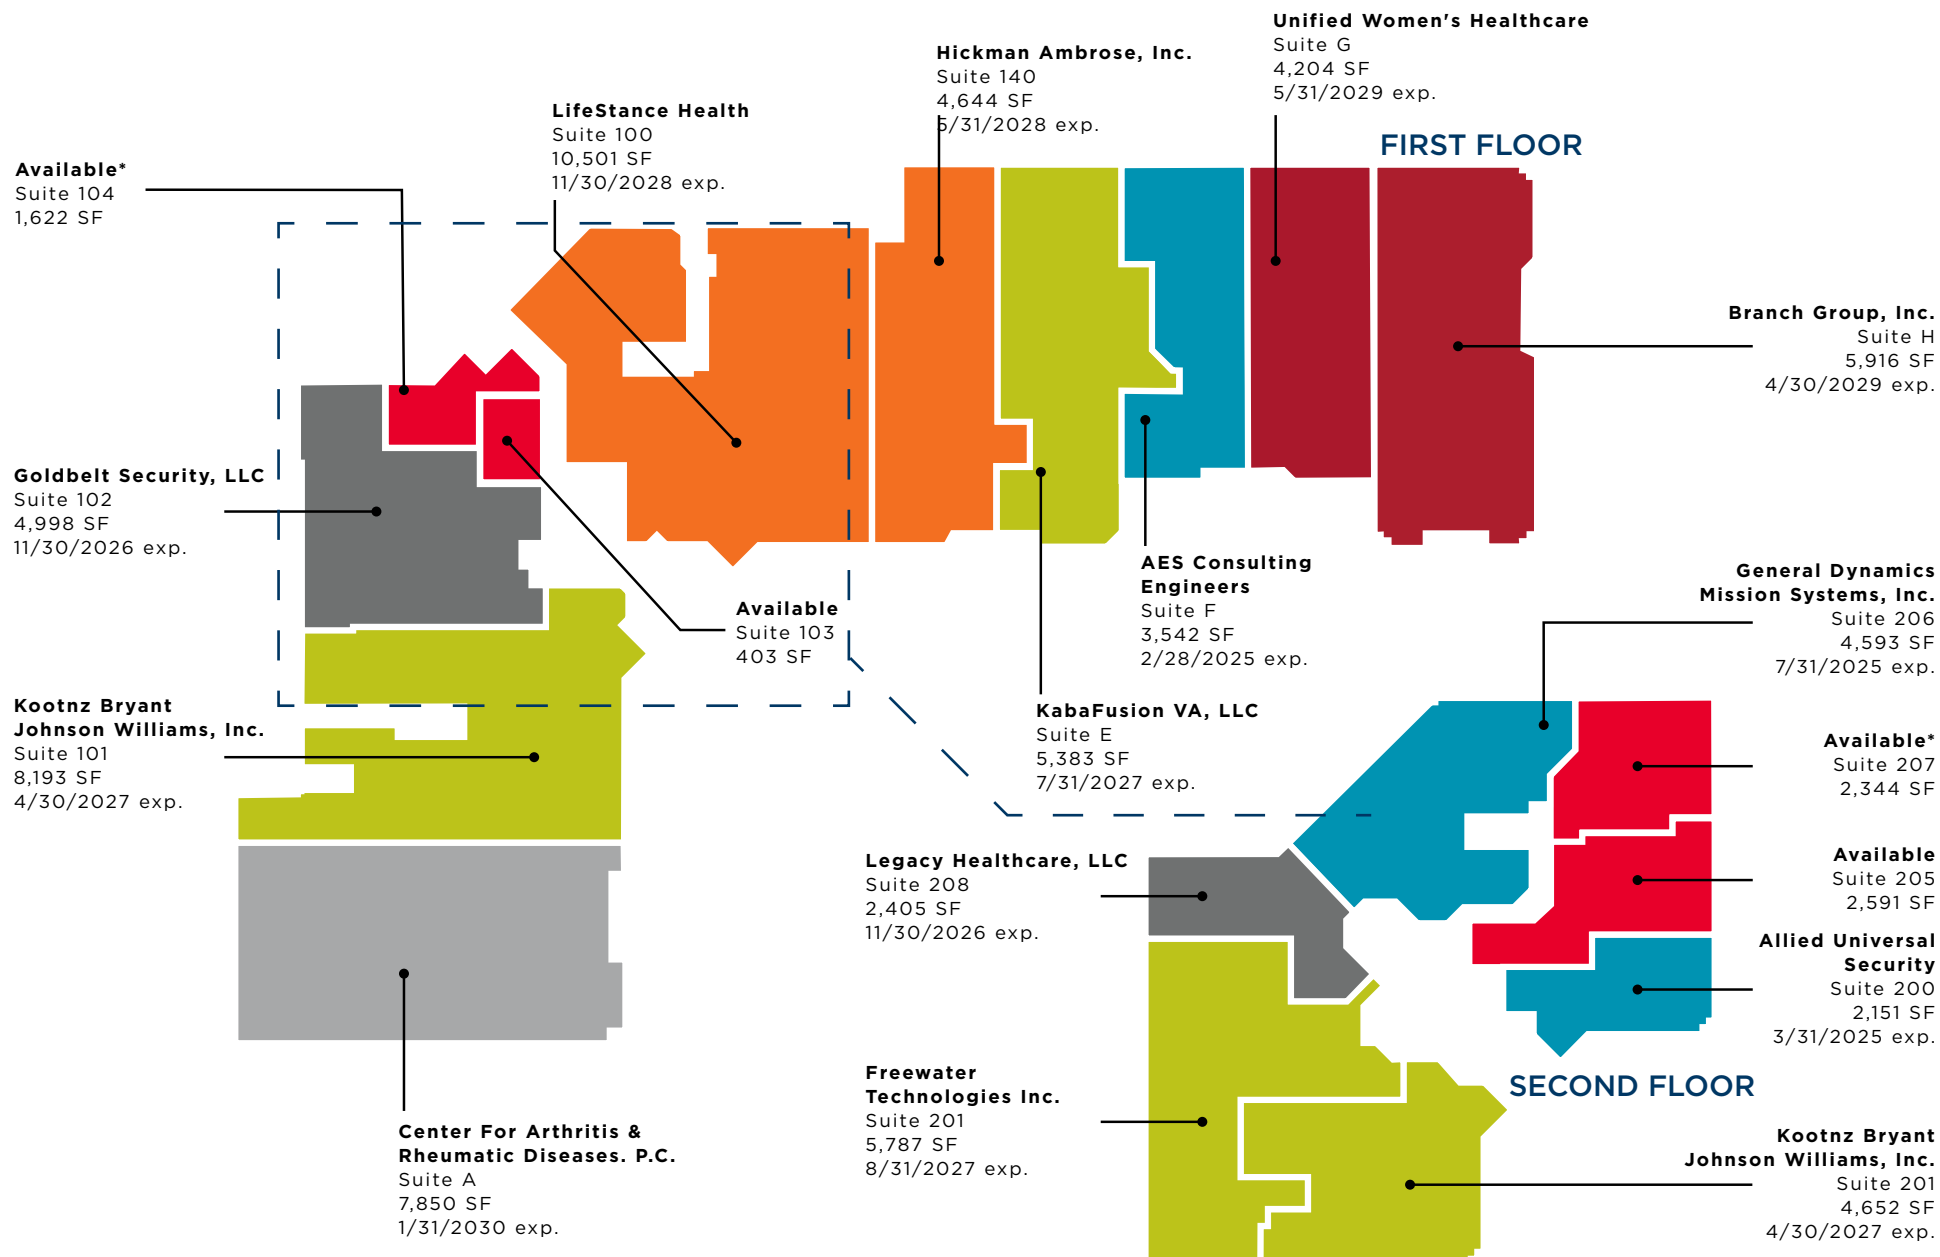 Unified Women's Healthcare
Suite G
4,204 SF
5/31/2029 exp.
Hickman Ambrose, Inc.
Suite 140
4,644 SF
5/31/2028 exp.
LifeStance Health
Suite 100
10,501 SF
11/30/2028 exp.
FIRST FLOOR
Available*
Suite 104
1,622 SF
Branch Group, Inc.
Suite H
5,916 SF
4/30/2029 exp.
Goldbelt Security, LLC
Suite 102
4,998 SF
11/30/2026 exp.
AES Consulting
Engineers
Suite F
3,542 SF
2/28/2025 exp.
General Dynamics
Mission Systems, Inc.
Suite 206
4,593 SF
7/31/2025 exp.
Available
Suite 103
403 SF
Kootnz Bryant
Johnson Williams, Inc.
Suite 101
8,193 SF
4/30/2027 exp.
KabaFusion VA, LLC
Suite E
5,383 SF
7/31/2027 exp.
Available*
Suite 207
2,344 SF
Legacy Healthcare, LLC
Suite 208
2,405 SF
11/30/2026 exp.
Available
Suite 205
2,591 SF
Allied Universal
Security
Suite 200
2,151 SF
3/31/2025 exp.
Freewater
Technologies Inc.
Suite 201
5,787 SF
8/31/2027 exp.
SECOND FLOOR
Center For Arthritis &
Rheumatic Diseases. P.C.
Suite A
7,850 SF
1/31/2030 exp.
Kootnz Bryant
Johnson Williams, Inc.
Suite 201
4,652 SF
4/30/2027 exp.